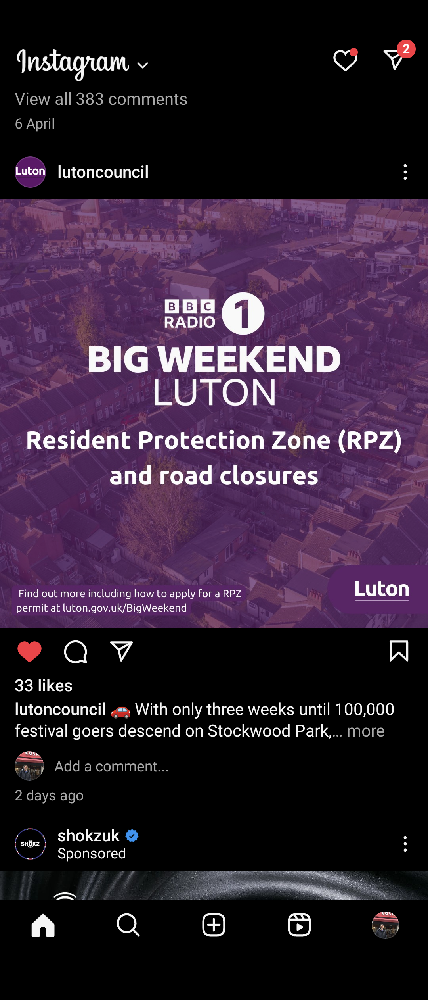 Instagram
2
View all 383 comments
6 April
Luton
lutoncouncil
BBC
RADIO 1
BIG WEEKEND
LUTON
Resident Protection Zone (RPZ)
and road closures
Find out more including how to apply for a RPZ
permit at luton.gov.uk/BigWeekend
Luton
33 likes
lutoncouncil 🚗 With only three weeks until 100,000
festival goers descend on Stockwood Park,... more
Add a comment...
2 days ago
SHOKZ
shokzuk
Sponsored